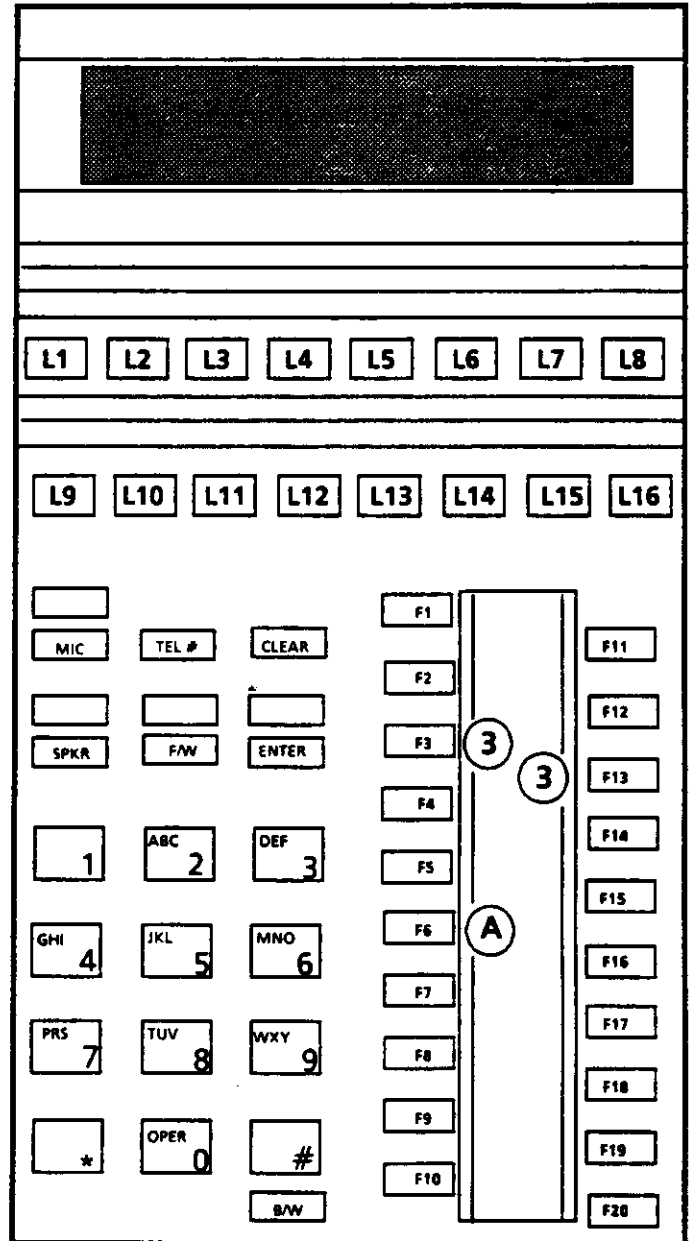 L1 L2 L3 L4 L5 L6 L7 L8
L9 L10 L11 L12 L13 L14 L15 L16
F1
MIC TEL # CLEAR F11
F2
F12
SPKR F/W ENTER F3 3
3 F13
F4
F14
1 ABC 2 DEF 3
F5
F15
GHI 4 JKL 5 MNO 6 F6 A
F16
F7
F17
PRS 7 TUV 8 WXY 9 F8
F18
F9
* OPER 0 # F19
F10
B/W F20